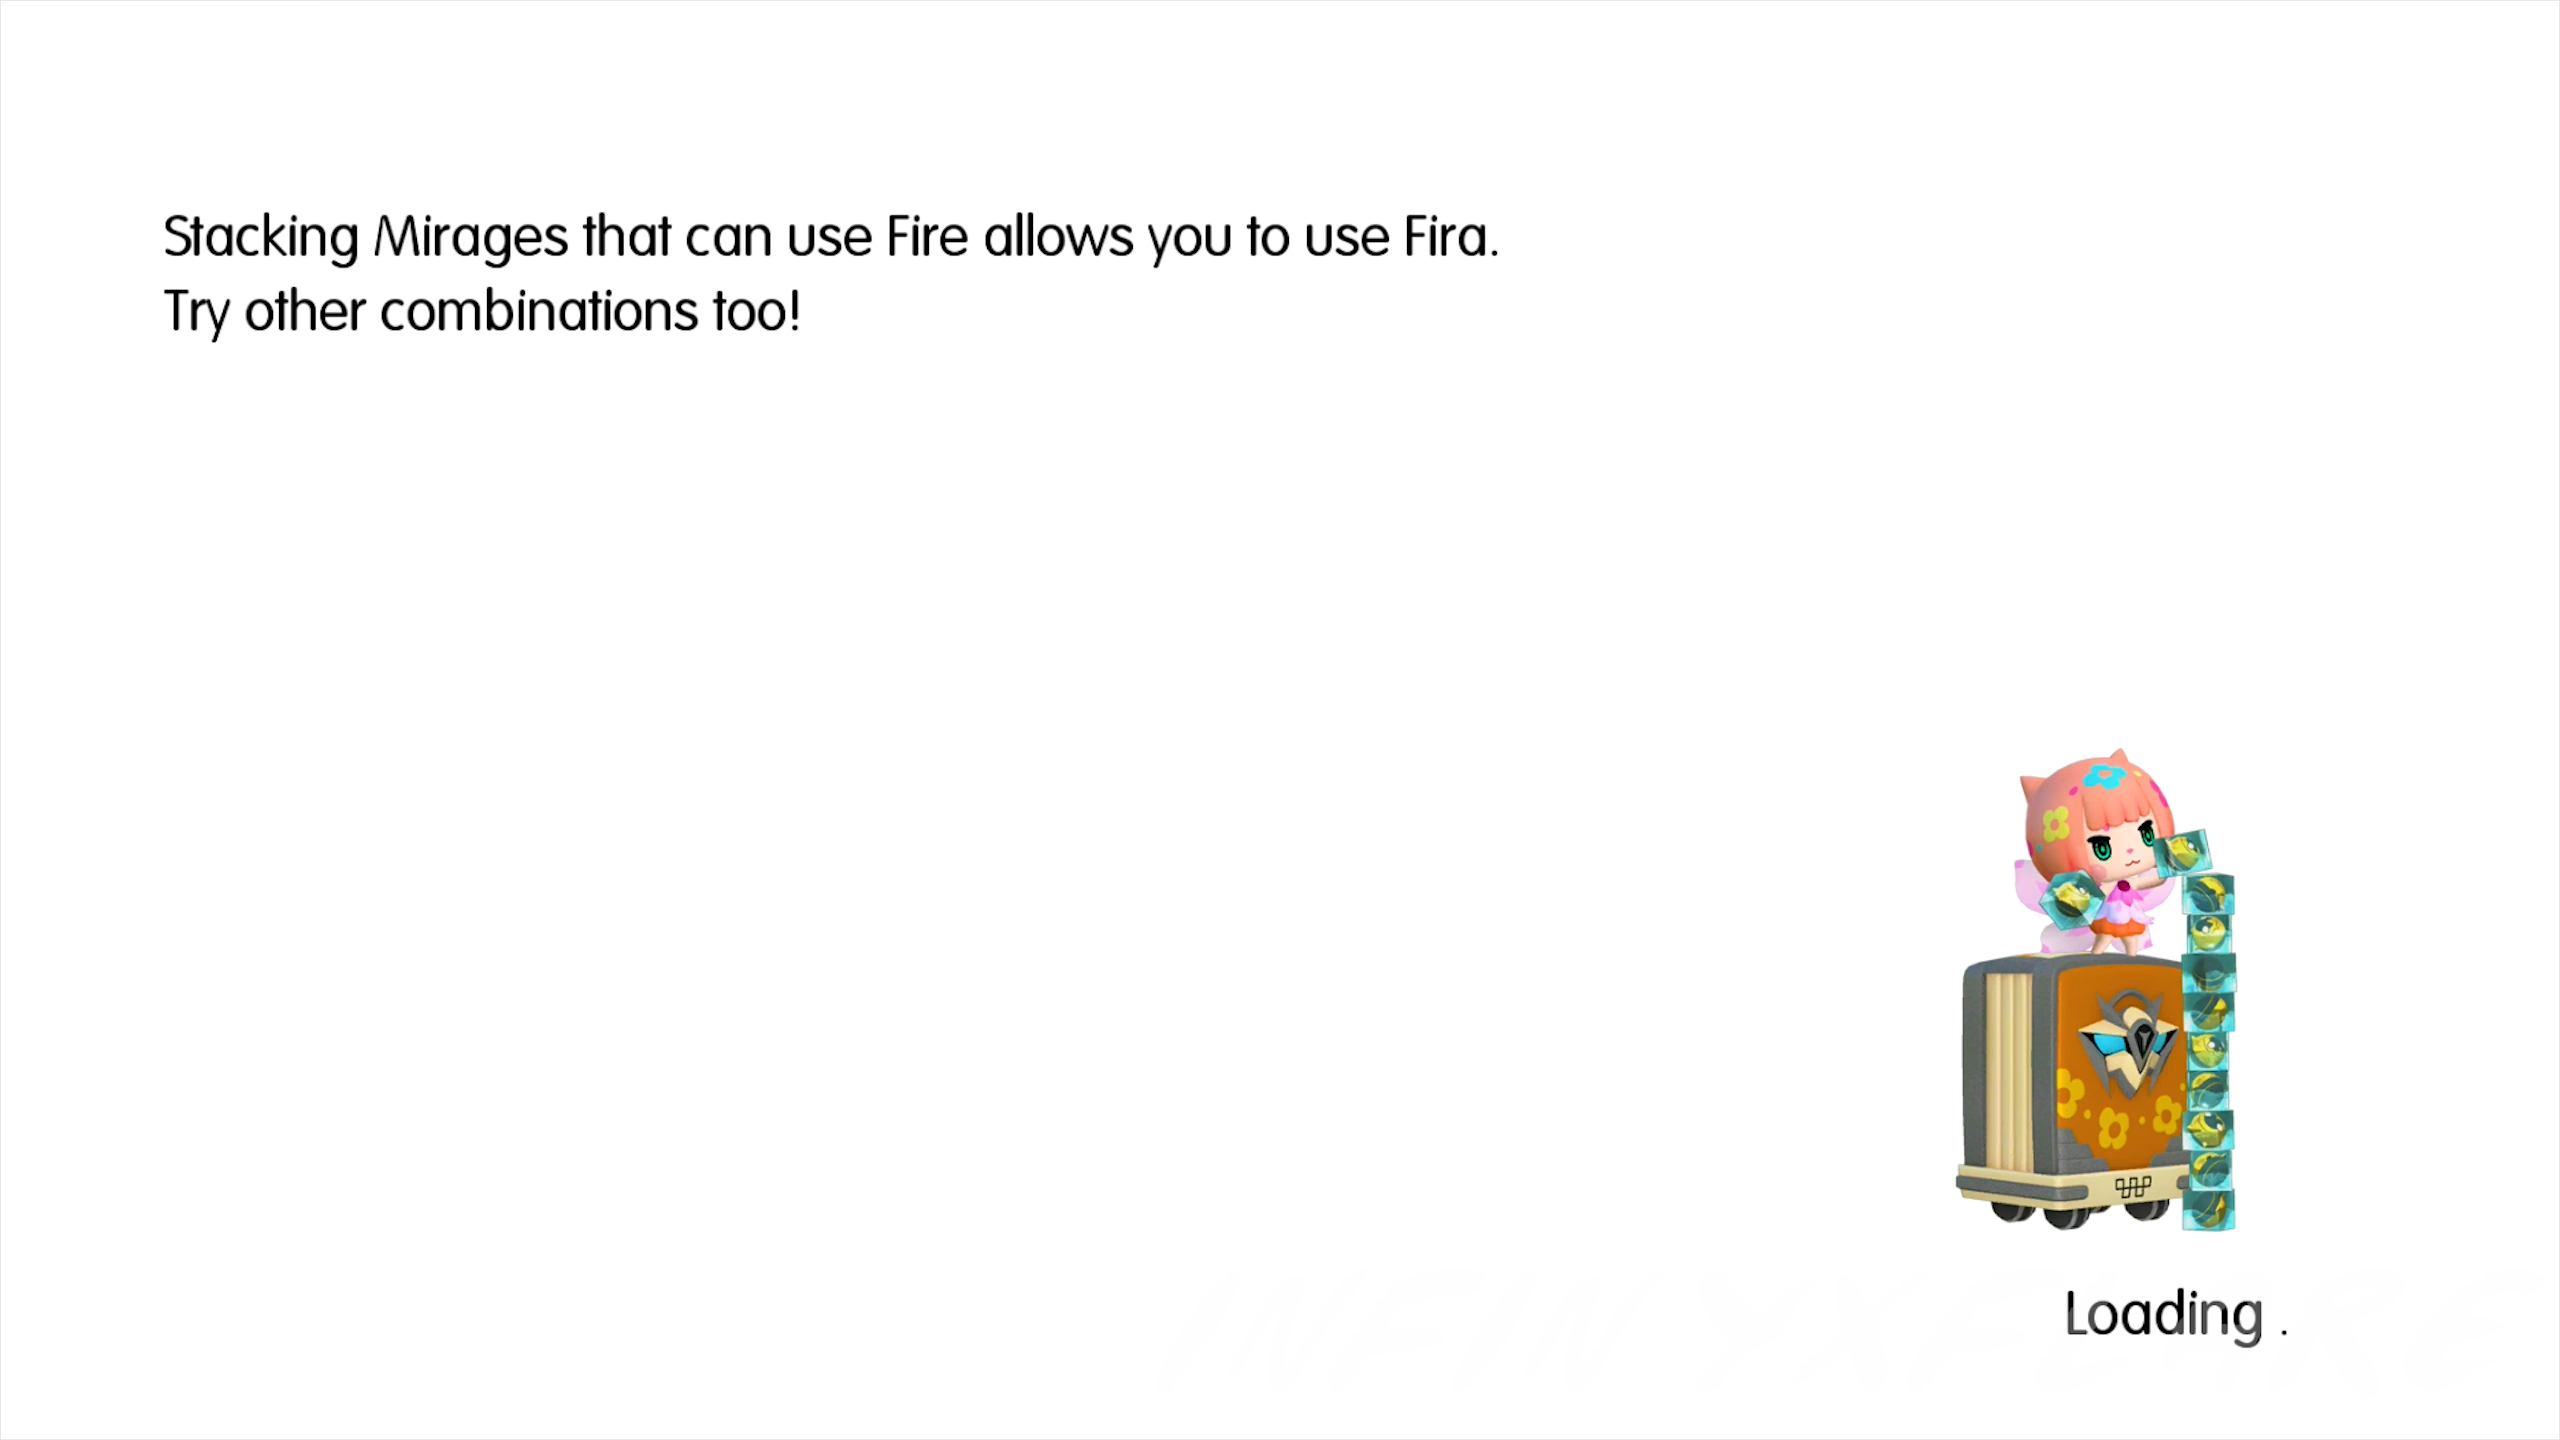 Stacking Mirages that can use Fire allows you to use Fira.
Try other combinations too!
Loading .